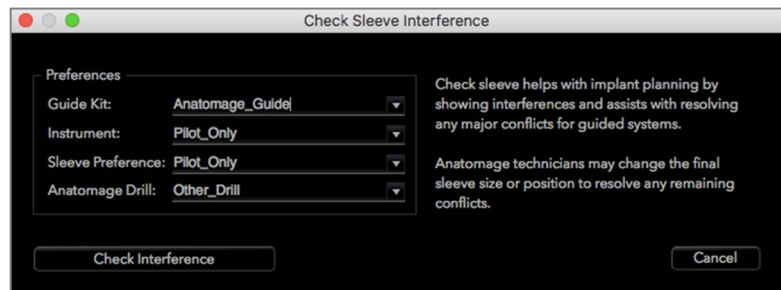 Check Sleeve Interference
Preferences
Guide Kit: Anatomage_Guide
Instrument: Pilot_Only
Sleeve Preference: Pilot_Only
Anatomage Drill: Other_Drill
Check sleeve helps with implant planning by
showing interferences and assists with resolving
any major conflicts for guided systems.
Anatomage technicians may change the final
sleeve size or position to resolve any remaining
conflicts.
Check Interference
Cancel